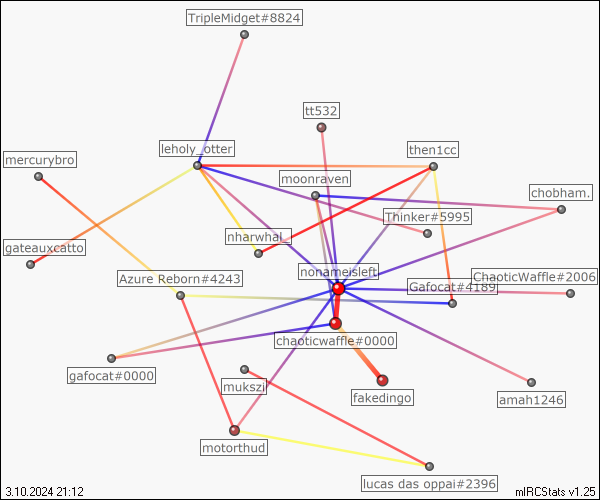 TripleMidget#8824
tt532
leholy_otter
then1cc
mercurybro
moonraven
chobham.
Thinker#5995
nharwhal_
gateauxcatto
nonameisleft
Azure Reborn#4243
Gafocat#4189
ChaoticWaffle#2006
chaoticwaffle#0000
gafocat#0000
mukszi
fakedingo
amah1246
motorthud
lucas das oppai#2396
3.10.2024 21:12
mIRCStats v1.25